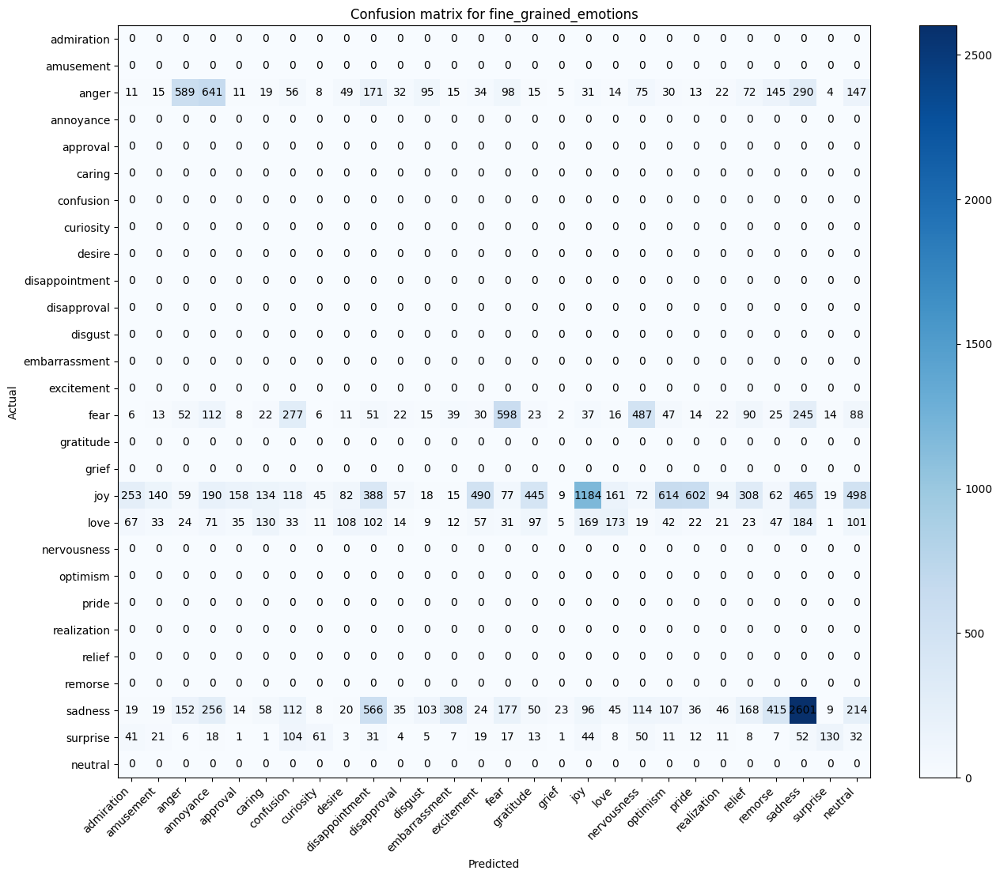 Confusion matrix for fine_grained_emotions
admiration 0 0 0 0 0 0 0 0 0 0 0 0 0 0 0 0 0 0 0 0 0 0 0 0 0 0 0 0
amusement 0 0 0 0 0 0 0 0 0 0 0 0 0 0 0 0 0 0 0 0 0 0 0 0 0 0 0 0
anger 11 15 589 641 11 19 56 8 49 171 32 95 15 34 98 15 5 31 14 75 30 13 22 72 145 290 4 147
annoyance 0 0 0 0 0 0 0 0 0 0 0 0 0 0 0 0 0 0 0 0 0 0 0 0 0 0 0 0
approval 0 0 0 0 0 0 0 0 0 0 0 0 0 0 0 0 0 0 0 0 0 0 0 0 0 0 0 0
caring 0 0 0 0 0 0 0 0 0 0 0 0 0 0 0 0 0 0 0 0 0 0 0 0 0 0 0 0
confusion 0 0 0 0 0 0 0 0 0 0 0 0 0 0 0 0 0 0 0 0 0 0 0 0 0 0 0 0
curiosity 0 0 0 0 0 0 0 0 0 0 0 0 0 0 0 0 0 0 0 0 0 0 0 0 0 0 0 0
desire 0 0 0 0 0 0 0 0 0 0 0 0 0 0 0 0 0 0 0 0 0 0 0 0 0 0 0 0
disappointment 0 0 0 0 0 0 0 0 0 0 0 0 0 0 0 0 0 0 0 0 0 0 0 0 0 0 0 0
disapproval 0 0 0 0 0 0 0 0 0 0 0 0 0 0 0 0 0 0 0 0 0 0 0 0 0 0 0 0
disgust 0 0 0 0 0 0 0 0 0 0 0 0 0 0 0 0 0 0 0 0 0 0 0 0 0 0 0 0
embarrassment 0 0 0 0 0 0 0 0 0 0 0 0 0 0 0 0 0 0 0 0 0 0 0 0 0 0 0 0
excitement 0 0 0 0 0 0 0 0 0 0 0 0 0 0 0 0 0 0 0 0 0 0 0 0 0 0 0 0
fear 6 13 52 112 8 22 277 6 11 51 22 15 39 30 598 23 2 37 16 487 47 14 22 90 25 245 14 88
gratitude 0 0 0 0 0 0 0 0 0 0 0 0 0 0 0 0 0 0 0 0 0 0 0 0 0 0 0 0
grief 0 0 0 0 0 0 0 0 0 0 0 0 0 0 0 0 0 0 0 0 0 0 0 0 0 0 0 0
joy 253 140 59 190 158 134 118 45 82 388 57 18 15 490 77 445 9 1184 161 72 614 602 94 308 62 465 19 498
love 67 33 24 71 35 130 33 11 108 102 14 9 12 57 31 97 5 169 173 19 42 22 21 23 47 184 1 101
nervousness 0 0 0 0 0 0 0 0 0 0 0 0 0 0 0 0 0 0 0 0 0 0 0 0 0 0 0 0
optimism 0 0 0 0 0 0 0 0 0 0 0 0 0 0 0 0 0 0 0 0 0 0 0 0 0 0 0 0
pride 0 0 0 0 0 0 0 0 0 0 0 0 0 0 0 0 0 0 0 0 0 0 0 0 0 0 0 0
realization 0 0 0 0 0 0 0 0 0 0 0 0 0 0 0 0 0 0 0 0 0 0 0 0 0 0 0 0
relief 0 0 0 0 0 0 0 0 0 0 0 0 0 0 0 0 0 0 0 0 0 0 0 0 0 0 0 0
remorse 0 0 0 0 0 0 0 0 0 0 0 0 0 0 0 0 0 0 0 0 0 0 0 0 0 0 0 0
sadness 19 19 152 256 14 58 112 8 20 566 35 103 308 24 177 50 23 96 45 114 107 36 46 168 415 2601 9 214
surprise 41 21 6 18 1 1 104 61 3 31 4 5 7 19 17 13 1 44 8 50 11 12 11 8 7 52 130 32
neutral 0 0 0 0 0 0 0 0 0 0 0 0 0 0 0 0 0 0 0 0 0 0 0 0 0 0 0 0
Actual
admiration
amusement
anger
annoyance
approval
caring
confusion
curiosity
desire
disappointment
disapproval
disgust
embarrassment
excitement
fear
gratitude
grief
joy
love
nervousness
optimism
pride
realization
relief
remorse
sadness
surprise
neutral
Predicted
2500
2000
1500
1000
500
0